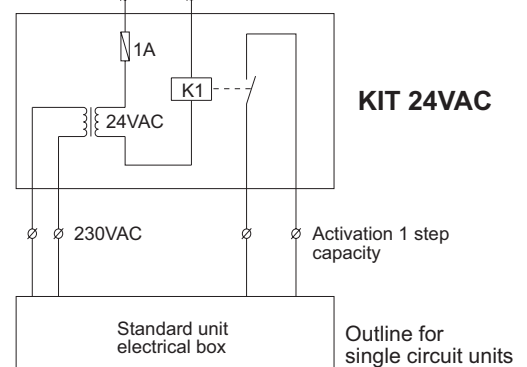 1A
K1
KIT 24VAC
24VAC
230VAC
Activation 1 step
capacity
Standard unit
electrical box
Outline for
single circuit units